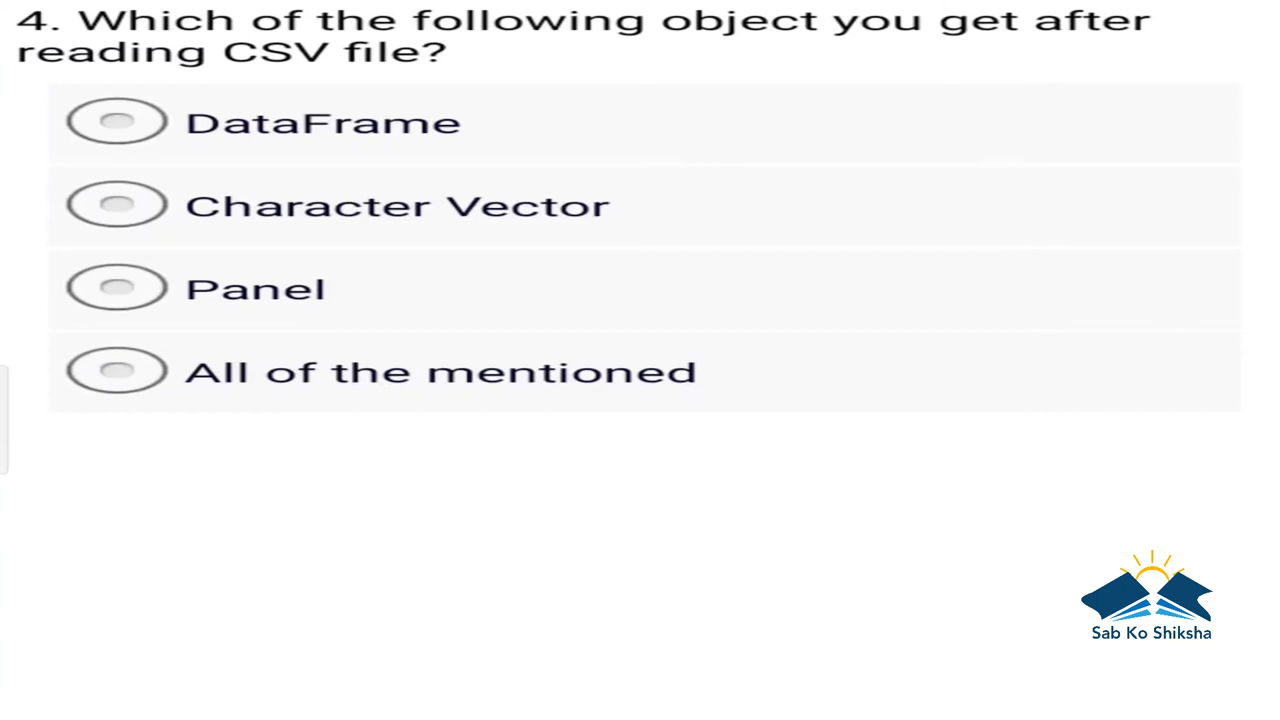 4. Which of the following object you get after
reading CSV file?
DataFrame
Character Vector
Panel
All of the mentioned
Sab Ko Shiksha